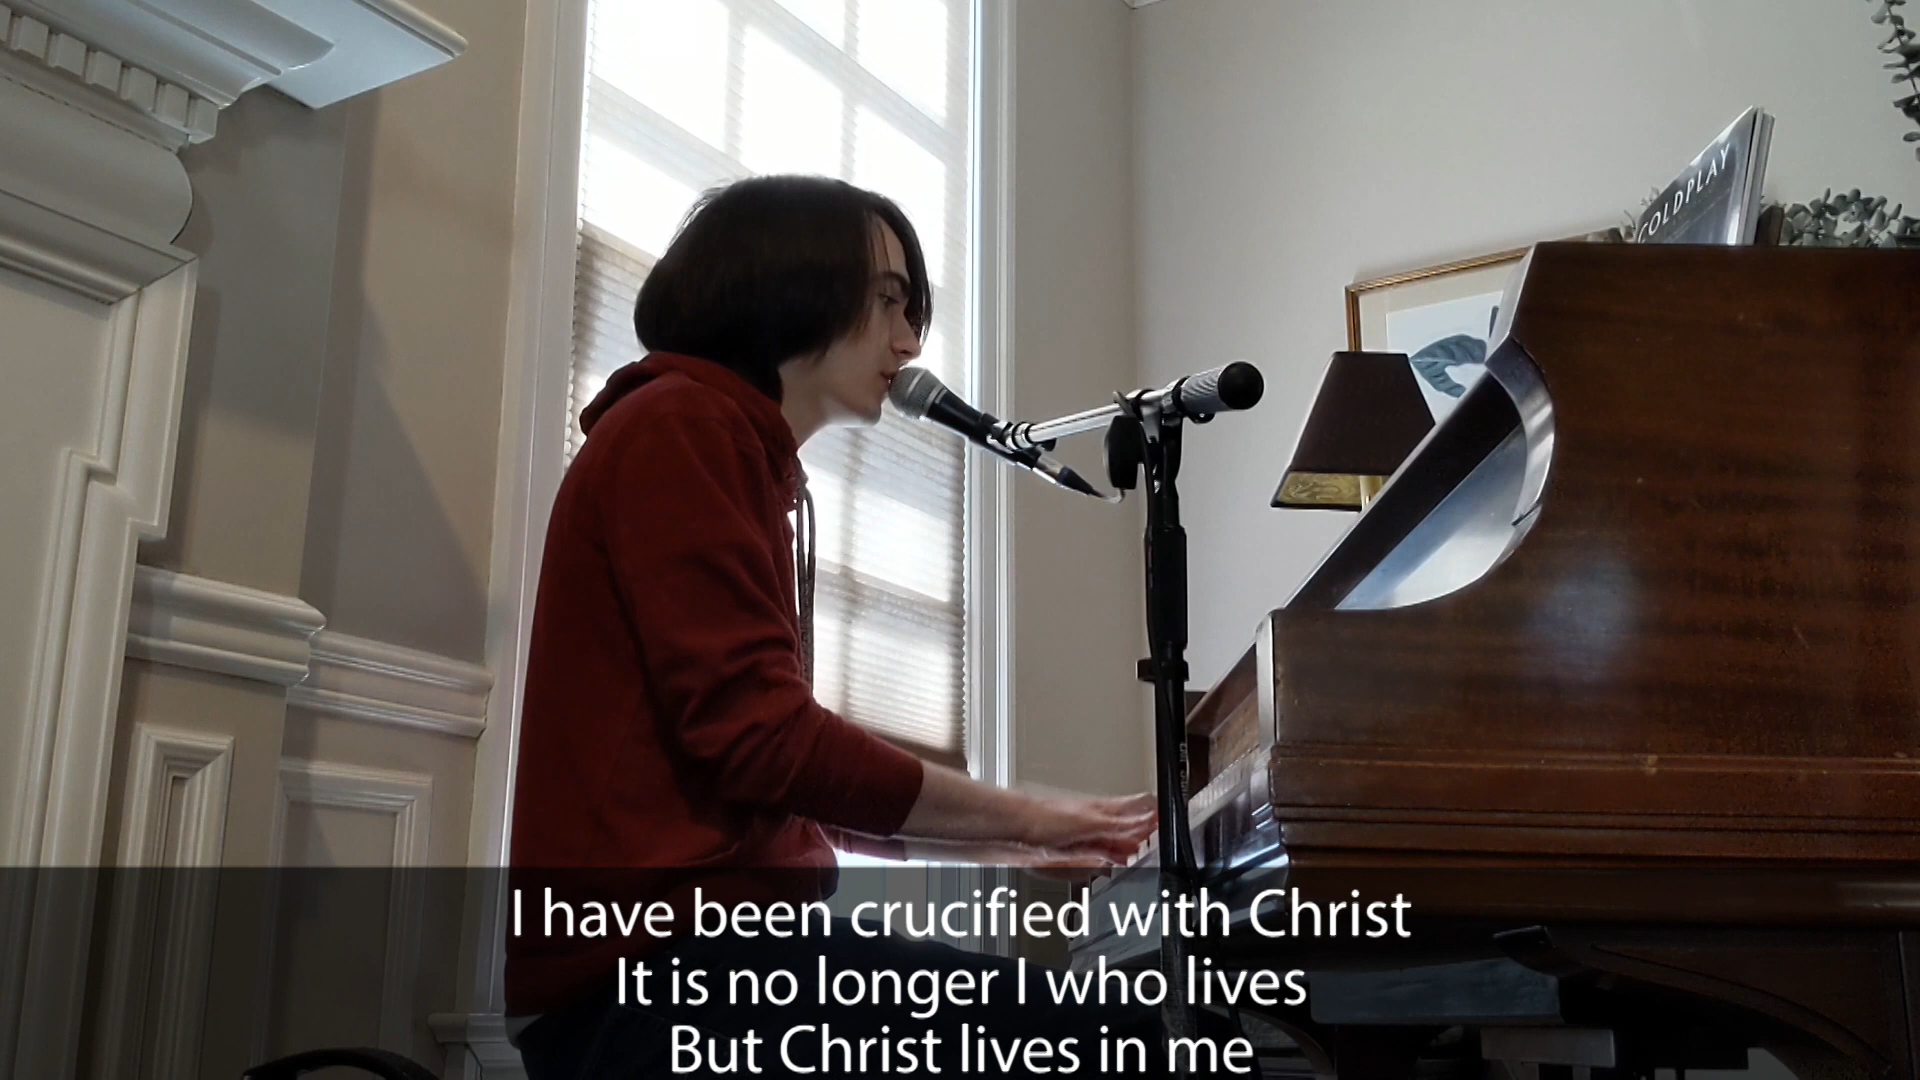 COLDPLAY
I have been crucified with Christ
It is no longer I who lives
But Christ lives in me